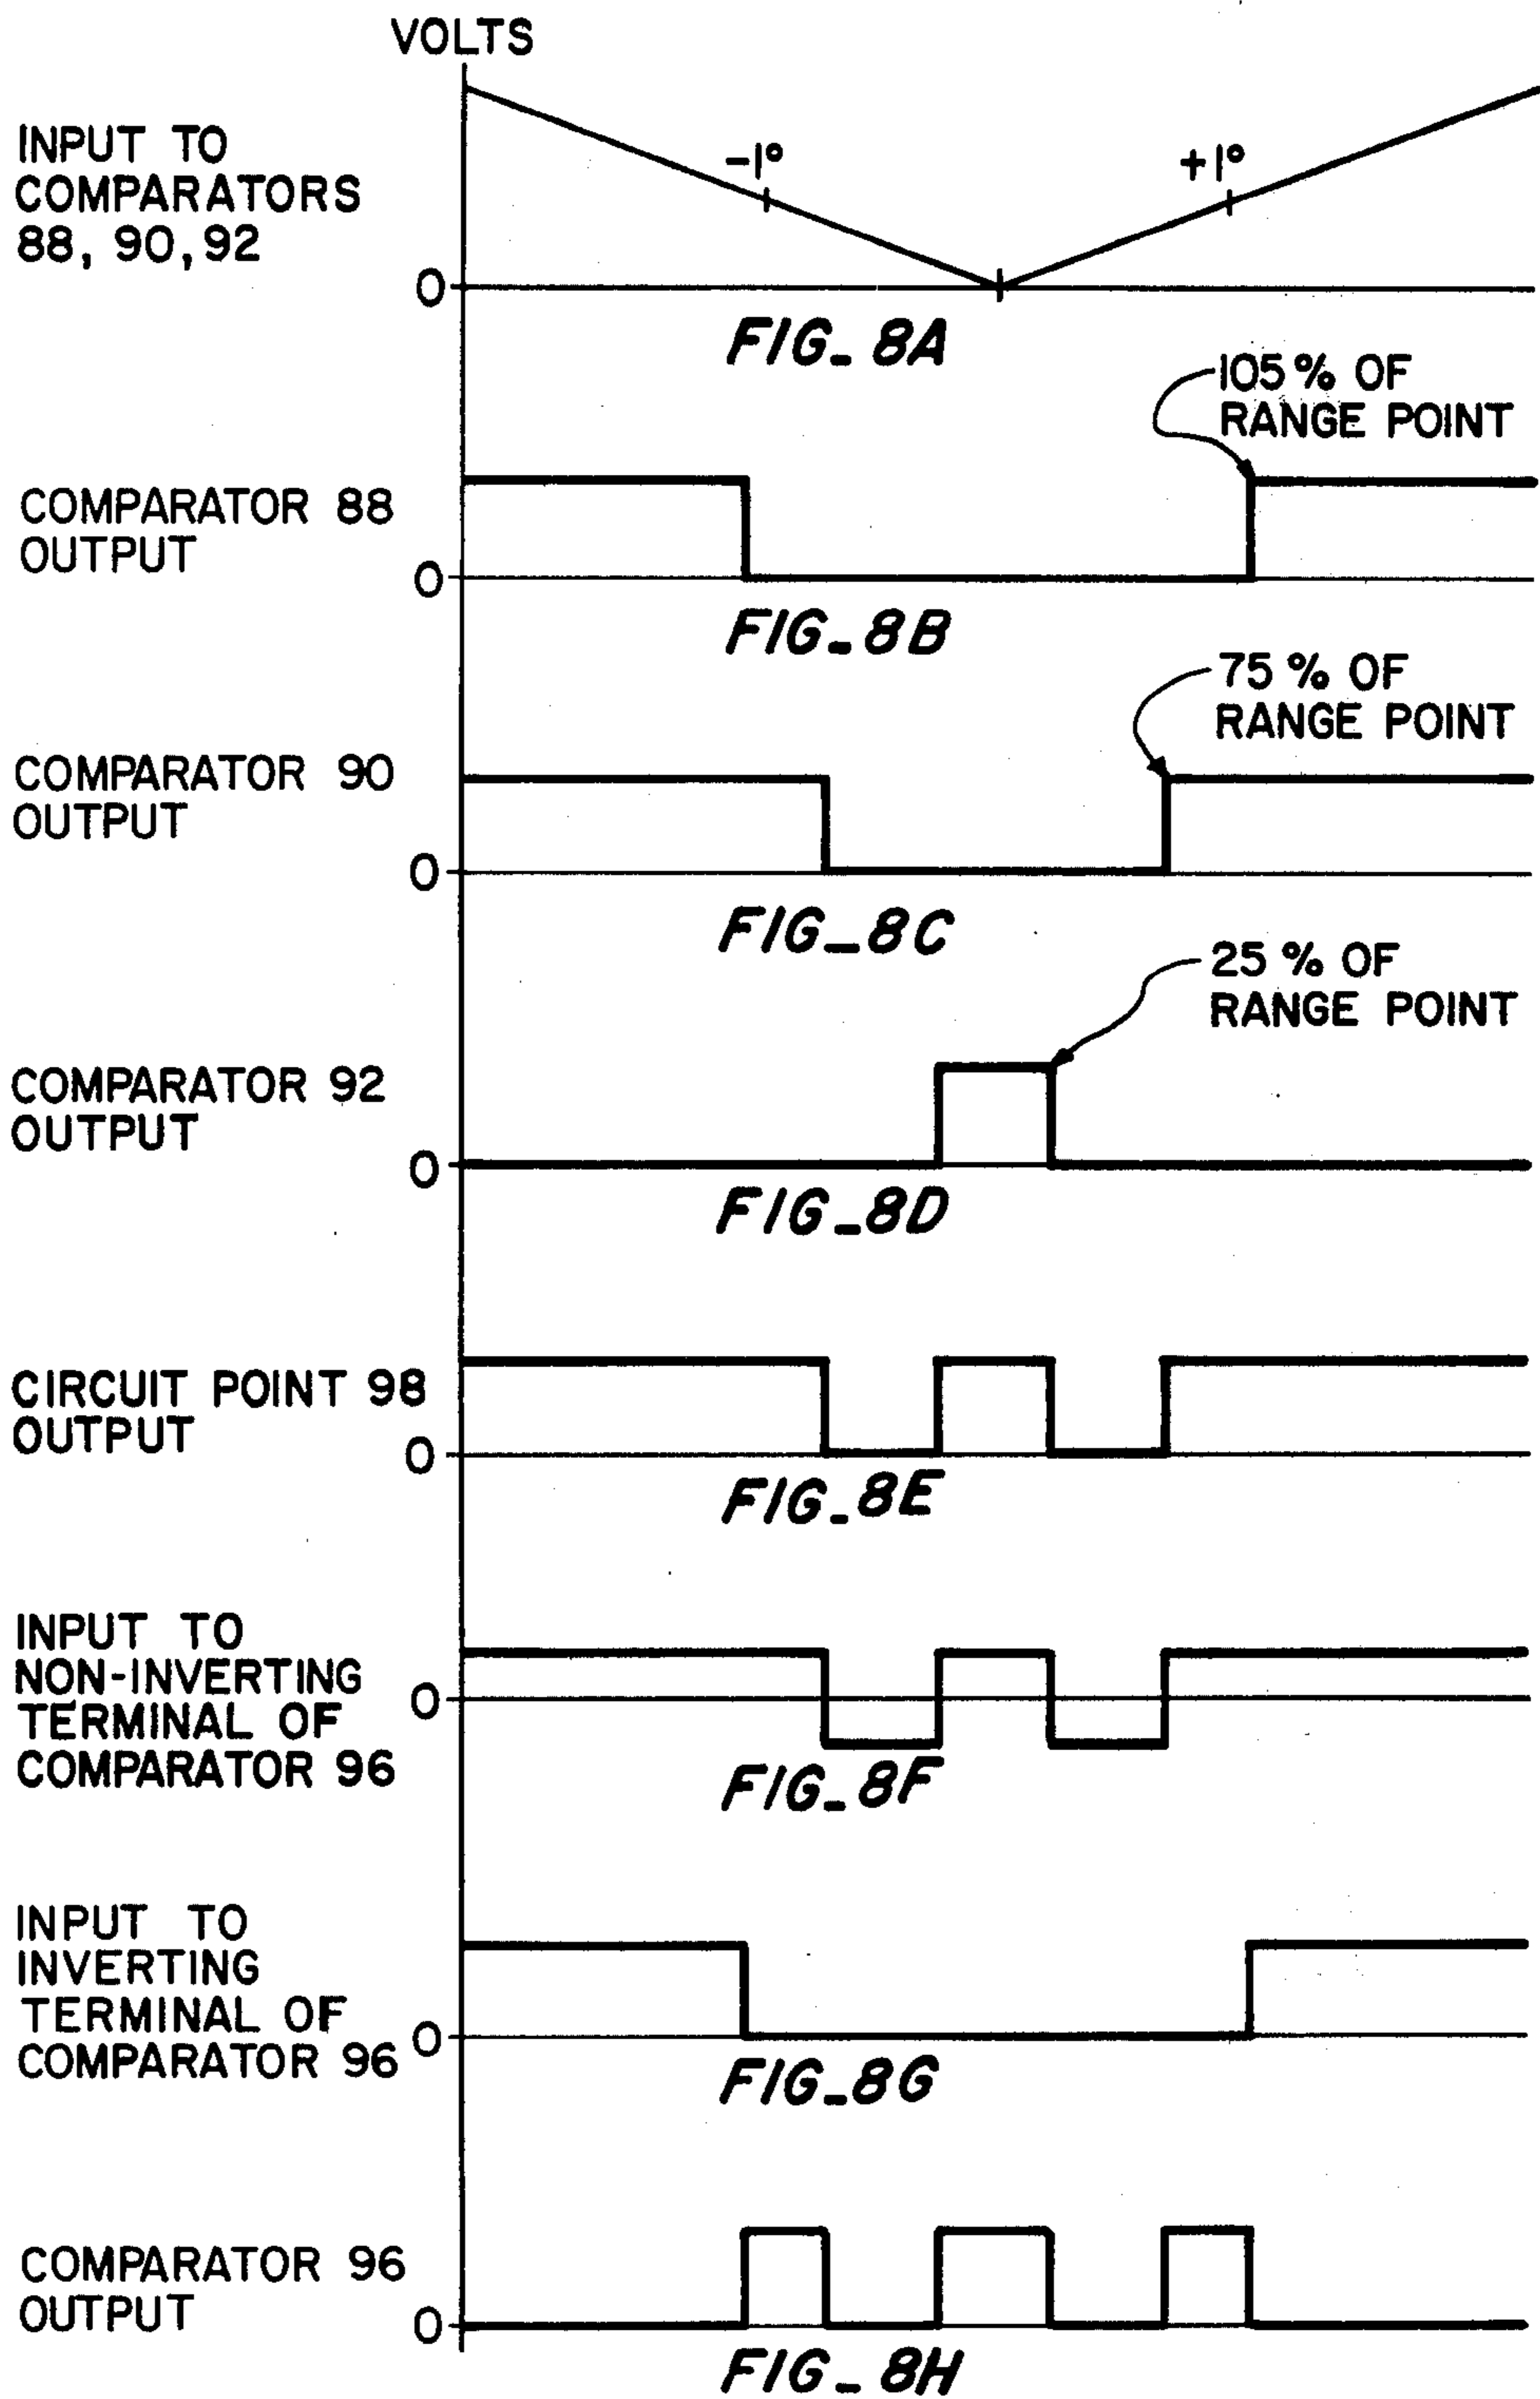 VOLTS
INPUT TO
COMPARATORS
88, 90, 92
-1°
+1°
0
FIG_ 8A
105% OF
RANGE POINT
COMPARATOR 88
OUTPUT
0
FIG_8B
75% OF
RANGE POINT
COMPARATOR 90
OUTPUT
0
FIG_8C
25% OF
RANGE POINT
COMPARATOR 92
OUTPUT
0
FIG_8D
CIRCUIT POINT 98
OUTPUT
0
FIG_8E
INPUT TO
NON-INVERTING
TERMINAL OF
COMPARATOR 96
0
FIG_8F
INPUT TO
INVERTING
TERMINAL OF
COMPARATOR 96
0
FIG_8G
COMPARATOR 96
OUTPUT
0
FIG_8H